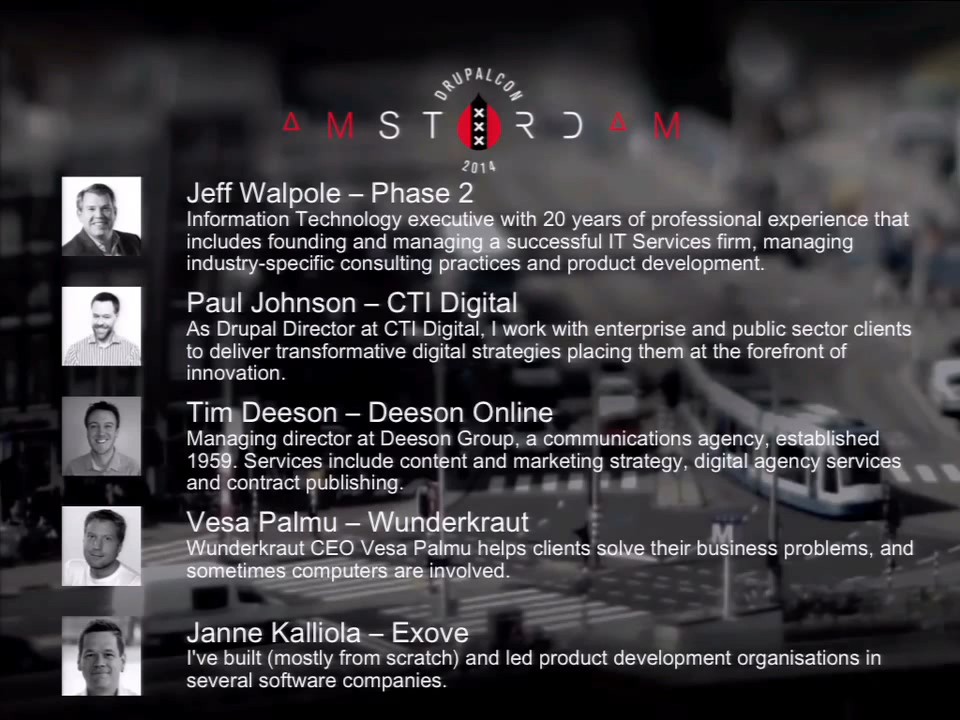 DRUPALCON
AMSTERDAM
2014
Jeff Walpole – Phase 2
Information Technology executive with 20 years of professional experience that
includes founding and managing a successful IT Services firm, managing
industry-specific consulting practices and product development.
Paul Johnson – CTI Digital
As Drupal Director at CTI Digital, I work with enterprise and public sector clients
to deliver transformative digital strategies placing them at the forefront of
innovation.
Tim Deeson – Deeson Online
Managing director at Deeson Group, a communications agency, established
1959. Services include content and marketing strategy, digital agency services
and contract publishing.
Vesa Palmu – Wunderkraut
Wunderkraut CEO Vesa Palmu helps clients solve their business problems, and
sometimes computers are involved.
Janne Kalliola – Exove
I've built (mostly from scratch) and led product development organisations in
several software companies.